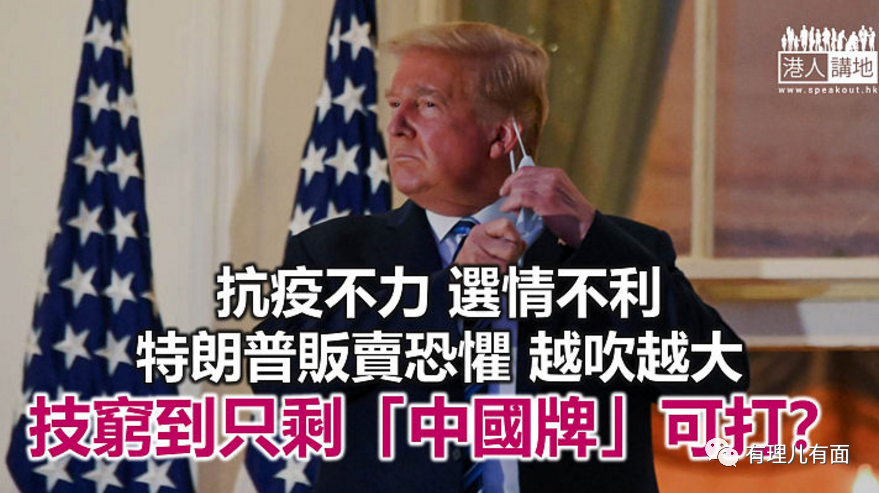 港人講地
www.speakout.hk
抗疫不力 選情不利
特朗普販賣恐懼 越吹越大
技窮到只剩「中國牌」可打？
有理儿有面